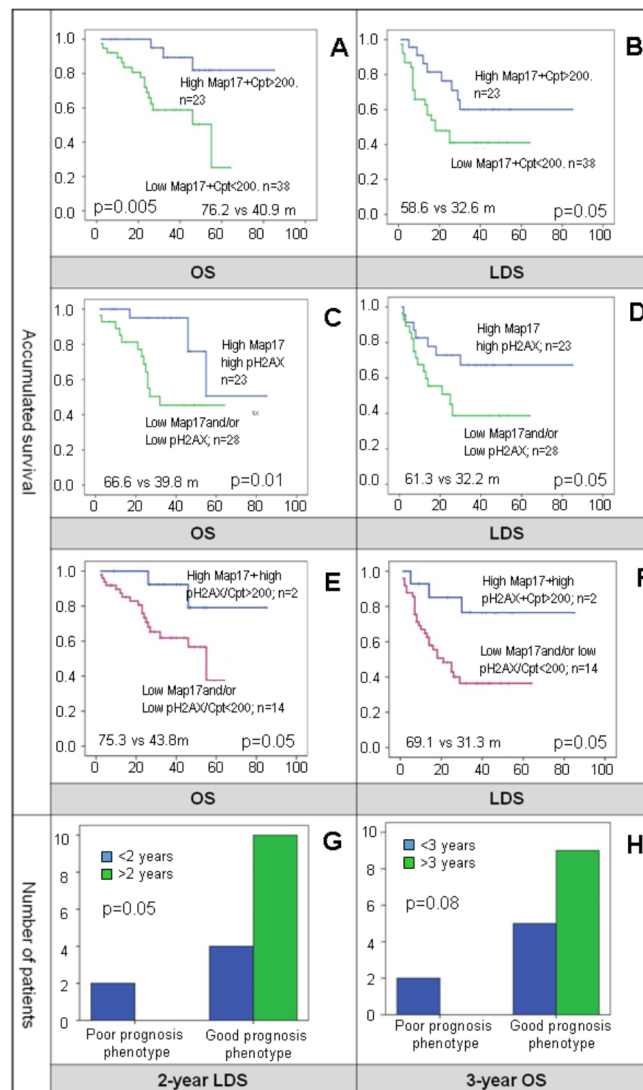 Accumulated survival
A
1.0
0.8
0.6
0.4
0.2
0.0
High Map17+Cpt>200.
n=23
Low Map17+Cpt<200. n=38
p=0.005
76.2 vs 40.9 m
0 20 40 60 80 100
OS
B
1.0
0.8
0.6
0.4
0.2
0.0
High Map17+Cpt>200.
n=23
Low Map17+Cpt<200. n=38
58.6 vs 32.6 m
p=0.05
0 20 40 60 80 100
LDS
C
1.0
0.8
0.6
0.4
0.2
0.0
High Map17
high pH2AX
n=23
Low Map17and/or
Low pH2AX; n=28
66.6 vs 39.8 m
p=0.01
0 20 40 60 80 100
OS
D
1.0
0.8
0.6
0.4
0.2
0.0
High Map17
high pH2AX; n=23
Low Map17and/or
Low pH2AX; n=28
61.3 vs 32.2 m
p=0.05
0 20 40 60 80 100
LDS
E
1.0
0.8
0.6
0.4
0.2
0.0
High Map17+high
pH2AX/Cpt>200; n=2
Low Map17and/or
Low pH2AX/Cpt<200; n=14
75.3 vs 43.8m
p=0.05
0 20 40 60 80 100
OS
F
1.0
0.8
0.6
0.4
0.2
0.0
High Map17+high
pH2AX+Cpt>200; n=2
Low Map17and/or low
pH2AX/Cpt<200; n=14
69.1 vs 31.3 m
p=0.05
0 20 40 60 80 100
LDS
Number of patients
G
10
8
6
4
2
0
<2 years
>2 years
p=0.05
Poor prognosis
phenotype
Good prognosis
phenotype
2-year LDS
H
10
8
6
4
2
0
<3 years
>3 years
p=0.08
Poor prognosis
phenotype
Good prognosis
phenotype
3-year OS